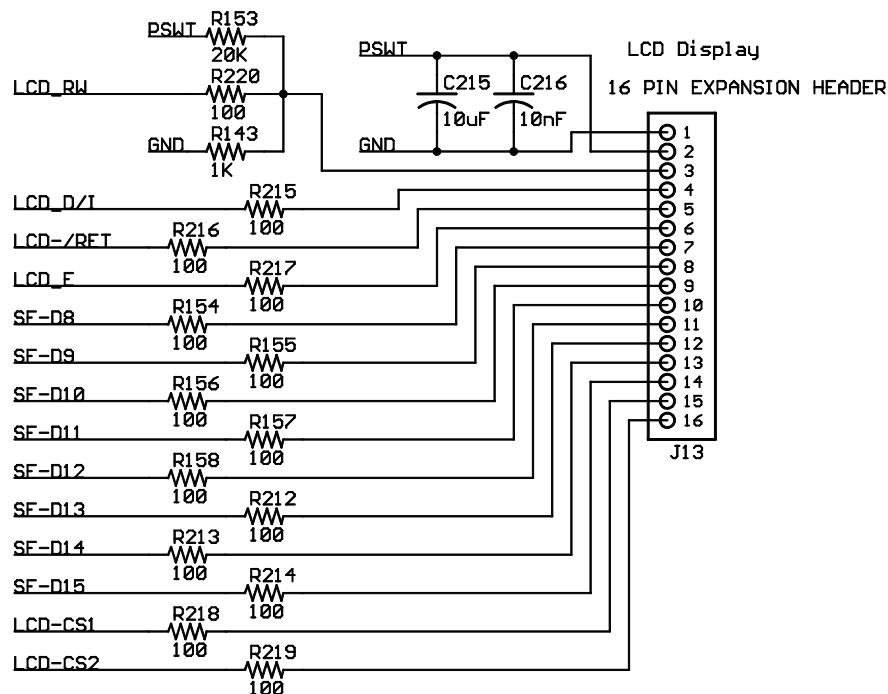 R153
PSWT
20K
R220
LCD_RW
100
R143
GND
1K
PSWT
C215
10uF
C216
10nF
GND
LCD Display
16 PIN EXPANSION HEADER
1
2
3
4
5
6
7
8
9
10
11
12
13
14
15
16
J13
LCD_D/I
R215
100
LCD-/RET
R216
100
LCD_E
R217
100
SF-D8
R154
100
SF-D9
R155
100
SF-D10
R156
100
SF-D11
R157
100
SF-D12
R158
100
SF-D13
R212
100
SF-D14
R213
100
SF-D15
R214
100
LCD-CS1
R218
100
LCD-CS2
R219
100